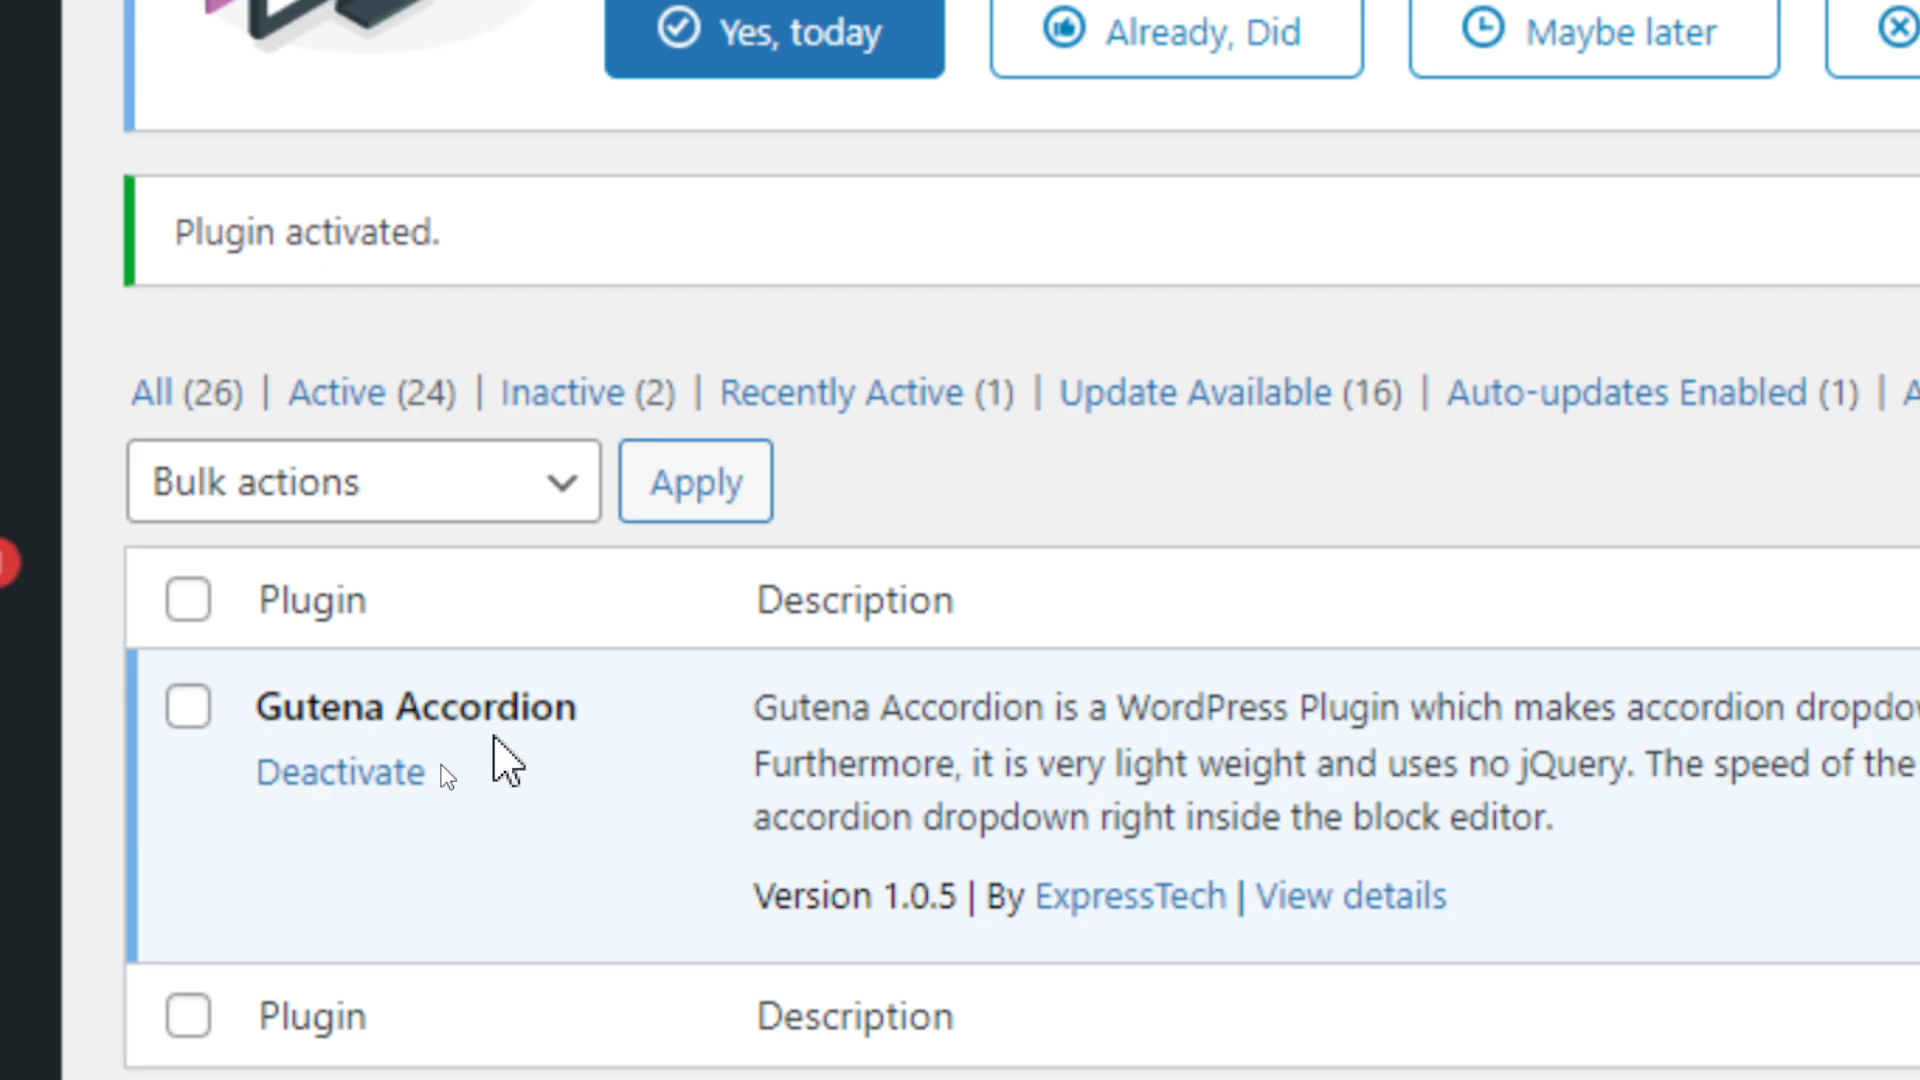 Yes, today Already, Did Maybe later
Plugin activated.
All (26) | Active (24) | Inactive (2) | Recently Active (1) | Update Available (16) | Auto-updates Enabled (1) | A
Bulk actions Apply
Plugin Description
Gutena Accordion Gutena Accordion is a WordPress Plugin which makes accordion dropdow
Deactivate Furthermore, it is very light weight and uses no jQuery. The speed of the
accordion dropdown right inside the block editor.
Version 1.0.5 | By ExpressTech | View details
Plugin Description